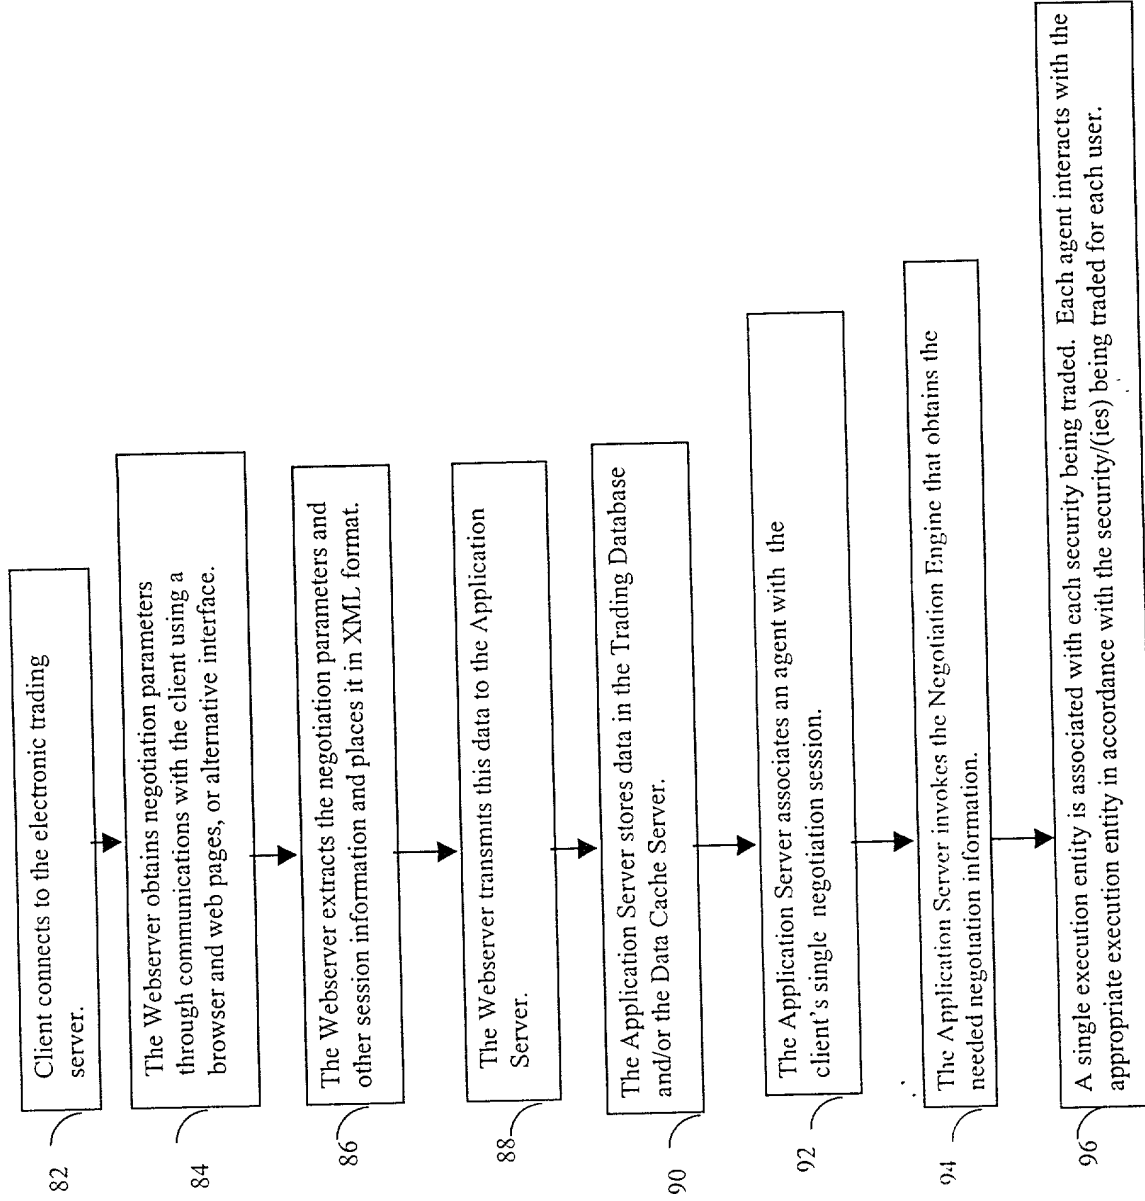 82
Client connects to the electronic trading
server.
84
The Webserver obtains negotiation parameters
through communications with the client using a
browser and web pages, or alternative interface.
86
The Webserver extracts the negotiation parameters and
other session information and places it in XML format.
88
The Webserver transmits this data to the Application
Server.
90
The Application Server stores data in the Trading Database
and/or the Data Cache Server.
92
The Application Server associates an agent with the
client's single negotiation session.
94
The Application Server invokes the Negotiation Engine that obtains the
needed negotiation information.
96
A single execution entity is associated with each security being traded. Each agent interacts with the
appropriate execution entity in accordance with the security/(ies) being traded for each user.